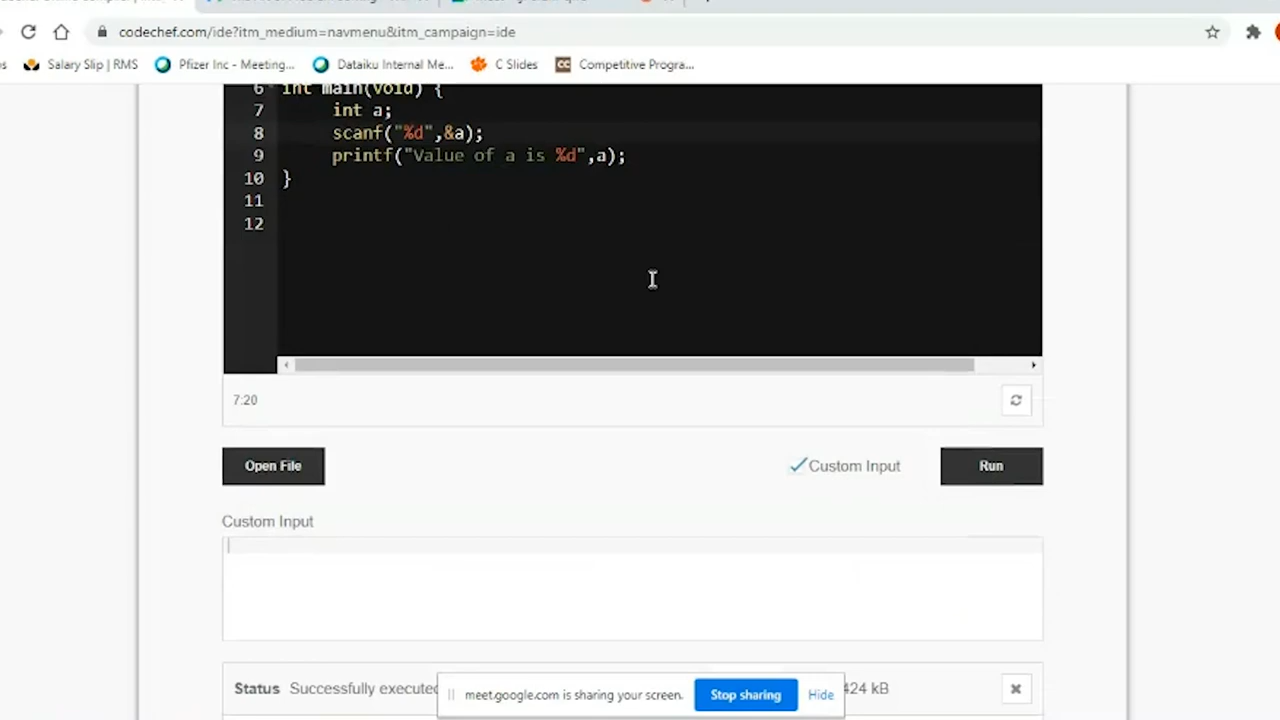 codechef.com/ide?itm_medium=navmenu&itm_campaign=ide
Salary Slip | RMS Pfizer Inc - Meeting... Dataiku Internal Me... C Slides CC Competitive Progra...
6 int main(void) {
7 int a;
8 scanf("%d",&a);
9 printf("Value of a is %d",a);
10 }
11
12
7:20
Open File Custom Input Run
Custom Input
Status Successfully executed 424 kB
meet.google.com is sharing your screen. Stop sharing Hide